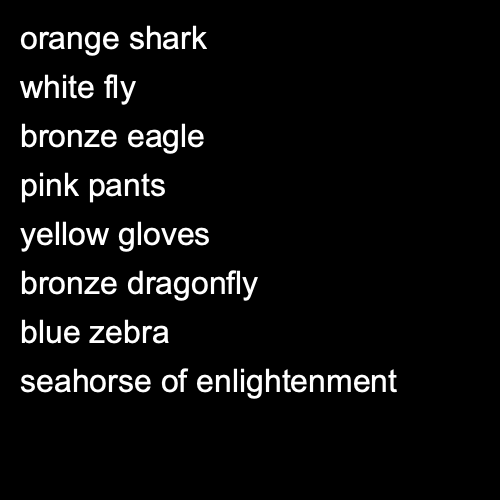 orange shark
white fly
bronze eagle
pink pants
yellow gloves
bronze dragonfly
blue zebra
seahorse of enlightenment